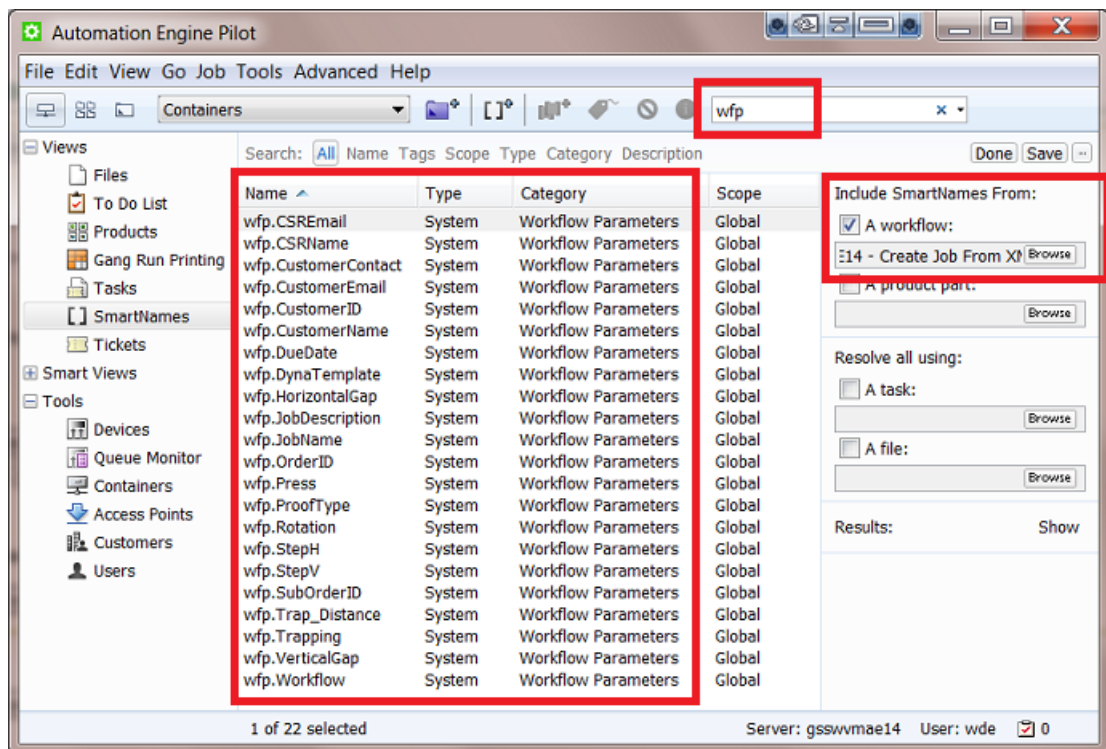 Automation Engine Pilot
File Edit View Go Job Tools Advanced Help
Containers
wfp
Views
Files
To Do List
Products
Gang Run Printing
Tasks
SmartNames
Tickets
Smart Views
Tools
Devices
Queue Monitor
Containers
Access Points
Customers
Users
Search: All Name Tags Scope Type Category Description
Done Save
Name Type Category Scope
wfp.CSREmail System Workflow Parameters Global
wfp.CSRName System Workflow Parameters Global
wfp.CustomerContact System Workflow Parameters Global
wfp.CustomerEmail System Workflow Parameters Global
wfp.CustomerID System Workflow Parameters Global
wfp.CustomerName System Workflow Parameters Global
wfp.DueDate System Workflow Parameters Global
wfp.DynaTemplate System Workflow Parameters Global
wfp.HorizontalGap System Workflow Parameters Global
wfp.JobDescription System Workflow Parameters Global
wfp.JobName System Workflow Parameters Global
wfp.OrderID System Workflow Parameters Global
wfp.Press System Workflow Parameters Global
wfp.ProofType System Workflow Parameters Global
wfp.Rotation System Workflow Parameters Global
wfp.StepH System Workflow Parameters Global
wfp.StepV System Workflow Parameters Global
wfp.SubOrderID System Workflow Parameters Global
wfp.Trap_Distance System Workflow Parameters Global
wfp.Trapping System Workflow Parameters Global
wfp.VerticalGap System Workflow Parameters Global
wfp.Workflow System Workflow Parameters Global
Include SmartNames From:
A workflow:
14 - Create Job From Browse
A product part:
Browse
Resolve all using:
A task:
Browse
A file:
Browse
Results: Show
1 of 22 selected
Server: gsswvmae14 User: wde 0